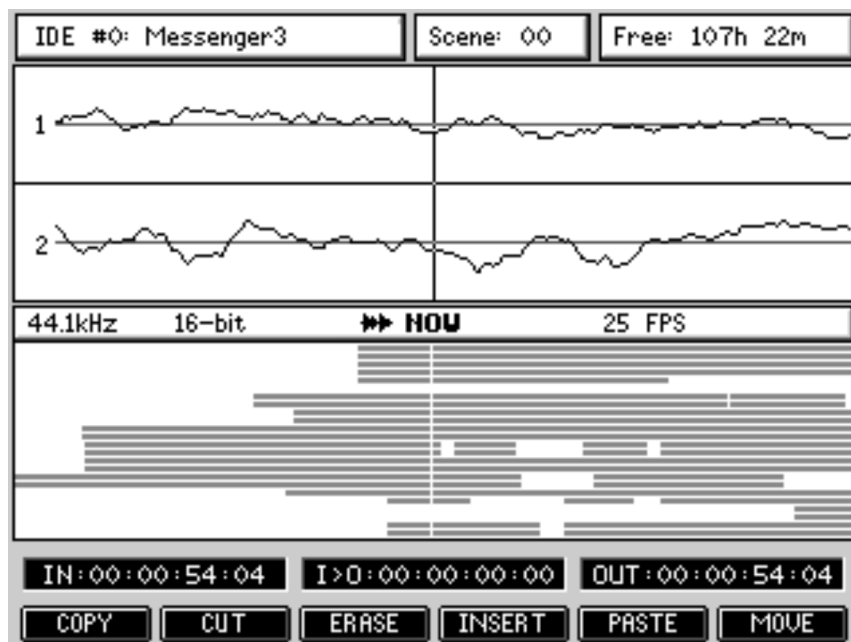 IDE #0: Messenger3 Scene: 00 Free: 107h 22m
1
2
44.1kHz 16-bit NOW 25 FPS
IN:00:00:54:04 I>O:00:00:00:00 OUT:00:00:54:04
COPY CUT ERASE INSERT PASTE MOVE